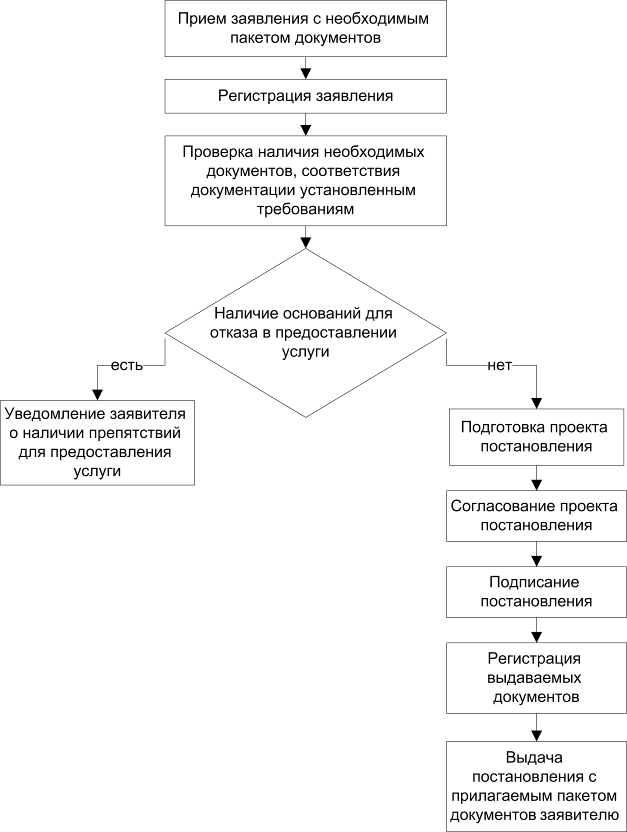 Прием заявления с необходимым
пакетом документов
Регистрация заявления
Проверка наличия необходимых
документов, соответствия
документации установленным
требованиям
Наличие оснований для
отказа в предоставлении
услуги
есть
нет
Уведомление заявителя
о наличии препятствий
для предоставления
услуги
Подготовка проекта
постановления
Согласование проекта
постановления
Подписание
постановления
Регистрация
выдаваемых
документов
Выдача
постановления с
прилагаемым пакетом
документов заявителю